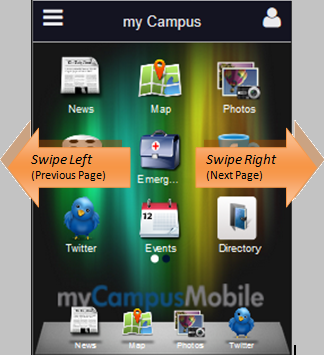 my Campus
News Map Photos
Swipe Left
(Previous Page)
Swipe Right
(Next Page)
Emerg...
12
Twitter Events Directory
myCampusMobile
News Map Photos Twitter